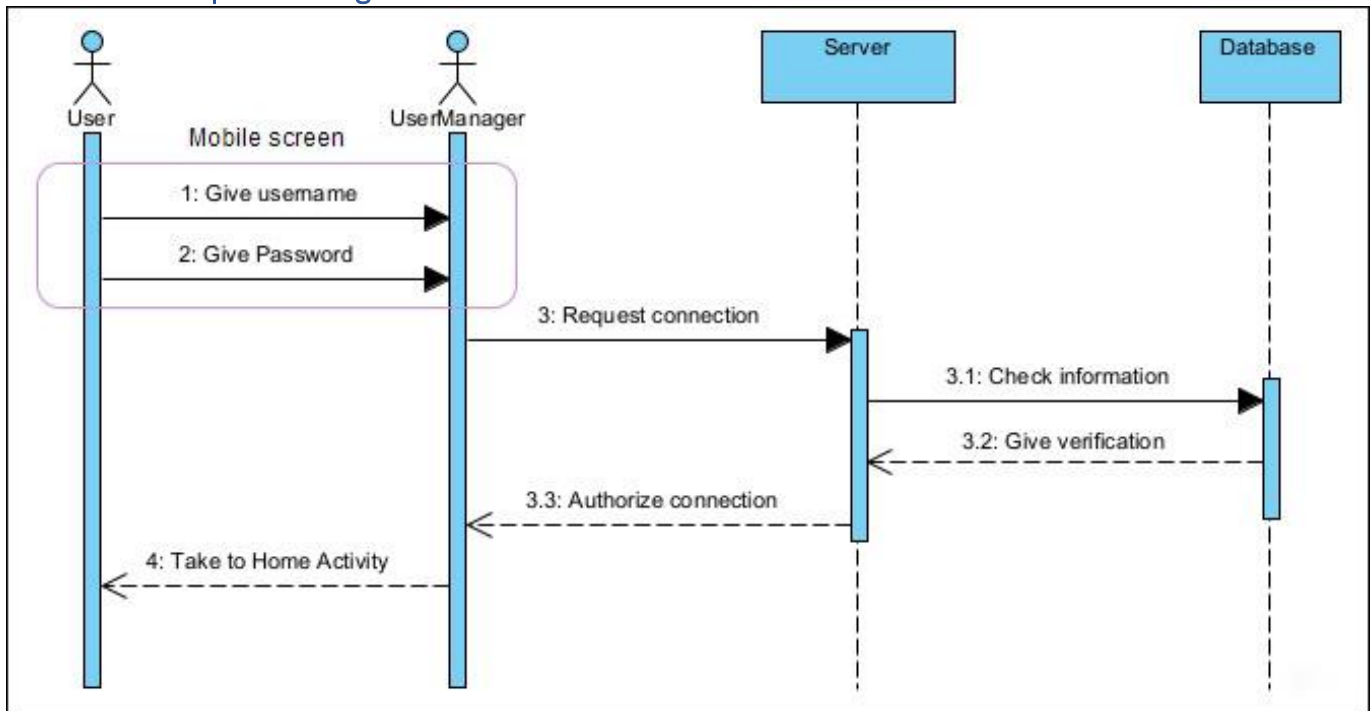 User
UserManager
Server
Database
Mobile screen
1: Give username
2: Give Password
3: Request connection
3.1: Check information
3.2: Give verification
3.3: Authorize connection
4: Take to Home Activity